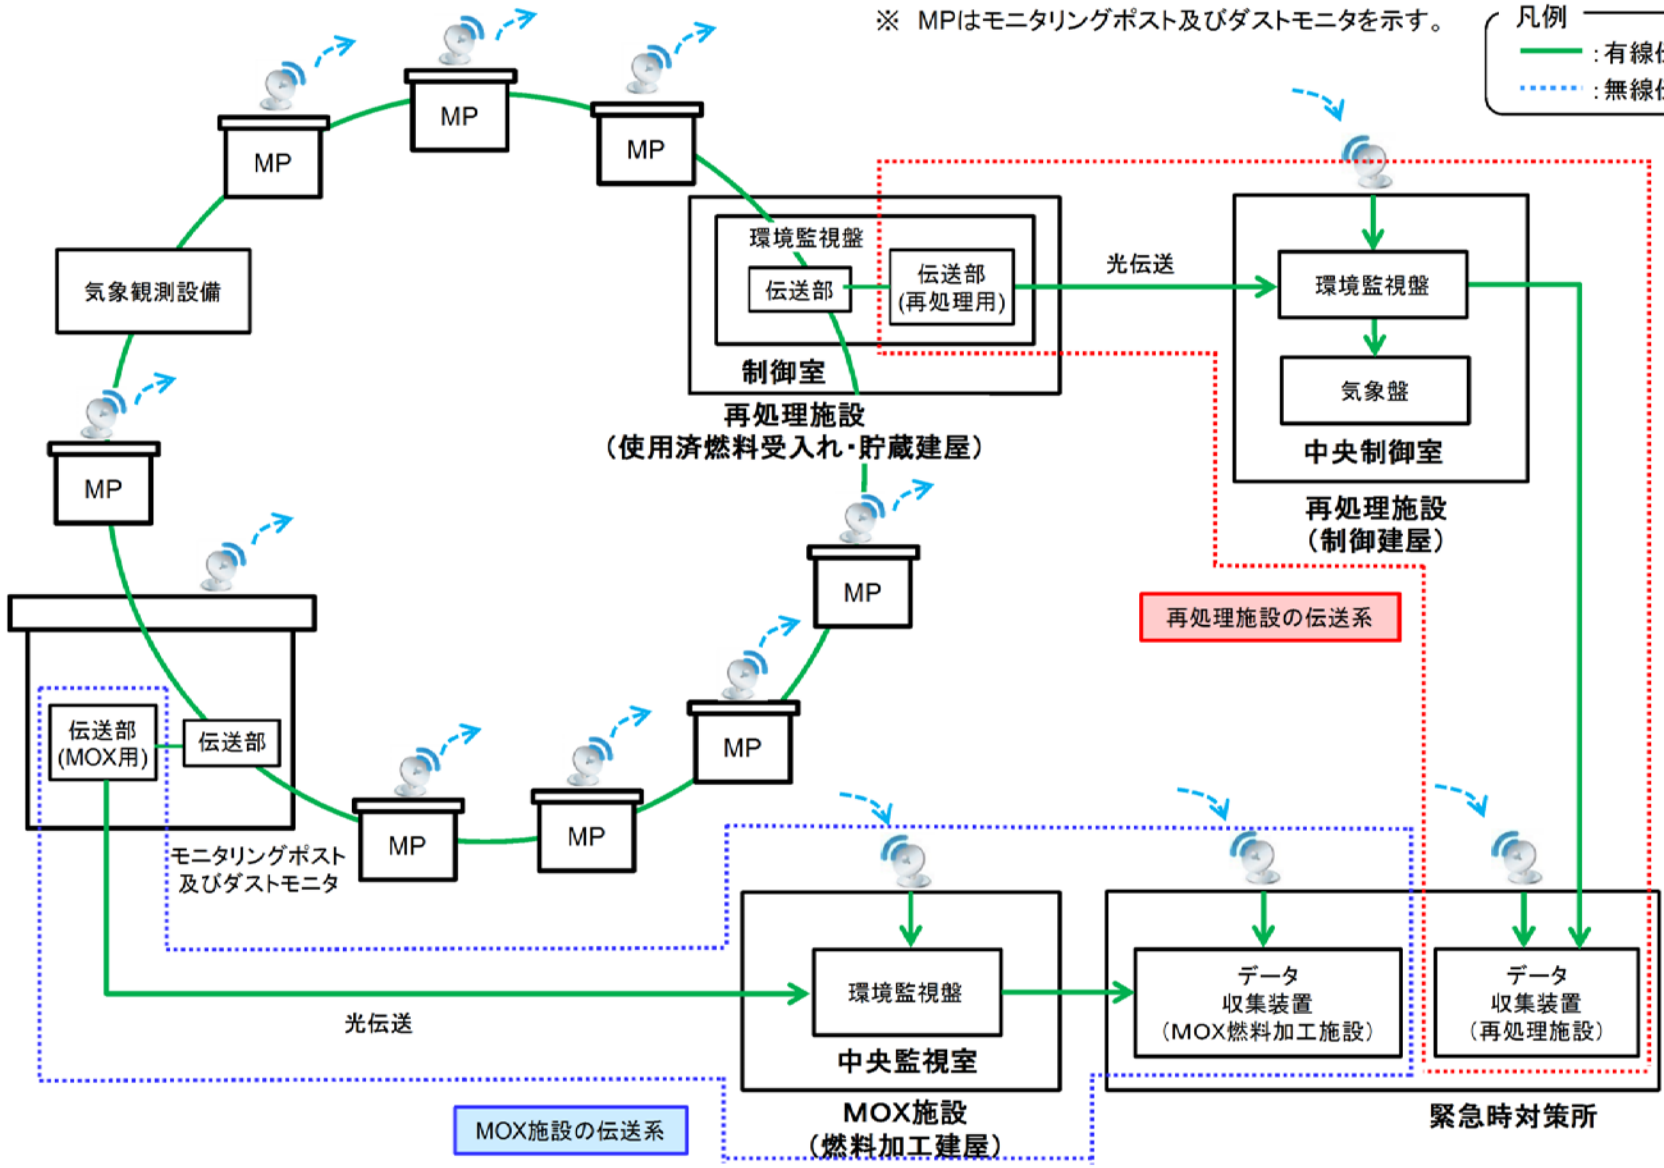 ※ MPはモニタリングポスト及びダストモニタを示す。
凡例
:有線伝
:無線伝
MP
MP
MP
気象観測設備
環境監視盤
伝送部
伝送部
(再処理用)
制御室
再処理施設
(使用済燃料受入れ・貯蔵建屋)
光伝送
環境監視盤
気象盤
中央制御室
再処理施設
(制御建屋)
MP
MP
再処理施設の伝送系
伝送部
(MOX用)
伝送部
MP
MP
MP
モニタリングポスト
及びダストモニタ
光伝送
環境監視盤
中央監視室
MOX施設
(燃料加工建屋)
データ
収集装置
(MOX燃料加工施設)
データ
収集装置
(再処理施設)
緊急時対策所
MOX施設の伝送系